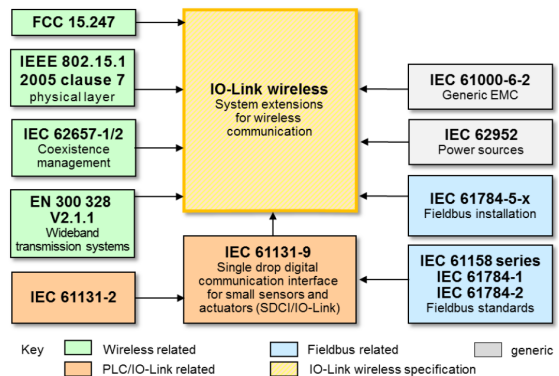 FCC 15.247
IEEE 802.15.1
2005 clause 7
physical layer
IEC 62657-1/2
Coexistence
management
EN 300 328
V2.1.1
Wideband
transmission systems
IEC 61131-2
IO-Link wireless
System extensions
for wireless
communication
IEC 61131-9
Single drop digital
communication interface
for small sensors and
actuators (SDCI/IO-Link)
IEC 61000-6-2
Generic EMC
IEC 62952
Power sources
IEC 61784-5-x
Fieldbus installation
IEC 61158 series
IEC 61784-1
IEC 61784-2
Fieldbus standards
Key
Wireless related
Fieldbus related
generic
PLC/IO-Link related
IO-Link wireless specification